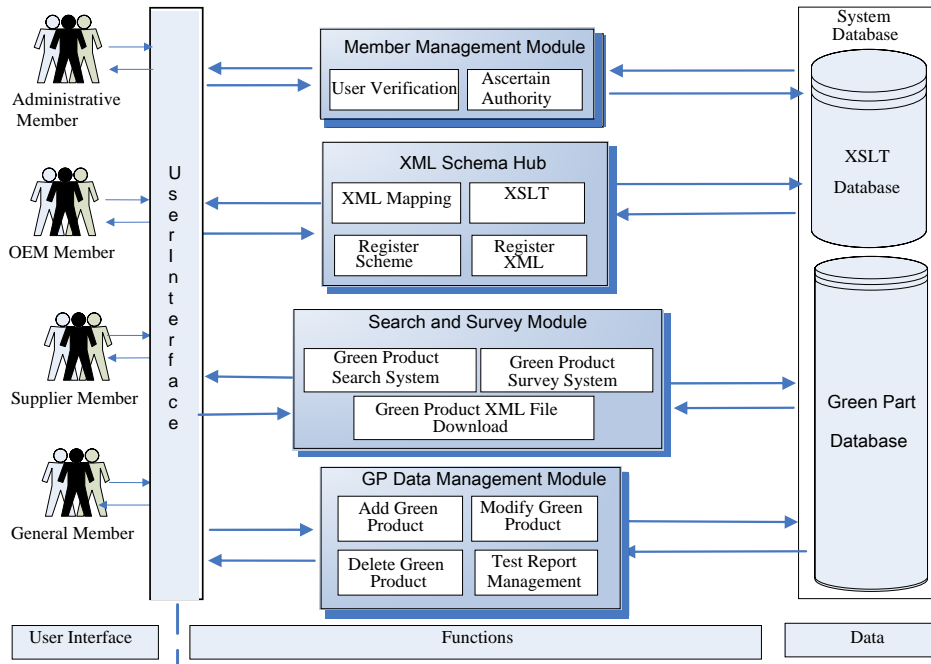 Administrative
Member
OEM Member
Supplier Member
General Member
UserInterface
Member Management Module
User Verification
Ascertain
Authority
XML Schema Hub
XML Mapping
XSLT
Register
Scheme
Register
XML
Search and Survey Module
Green Product
Search System
Green Product
Survey System
Green Product XML File
Download
GP Data Management Module
Add Green
Product
Modify Green
Product
Delete Green
Product
Test Report
Management
System
Database
XSLT
Database
Green Part
Database
User Interface
Functions
Data